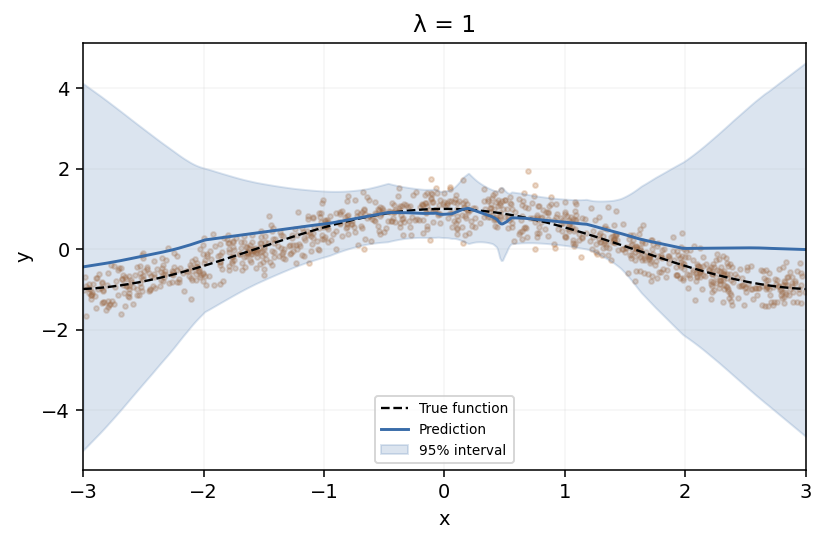 λ = 1
y
4
2
0
−2
−4
True function
Prediction
95% interval
−3
−2
−1
0
1
2
3
x